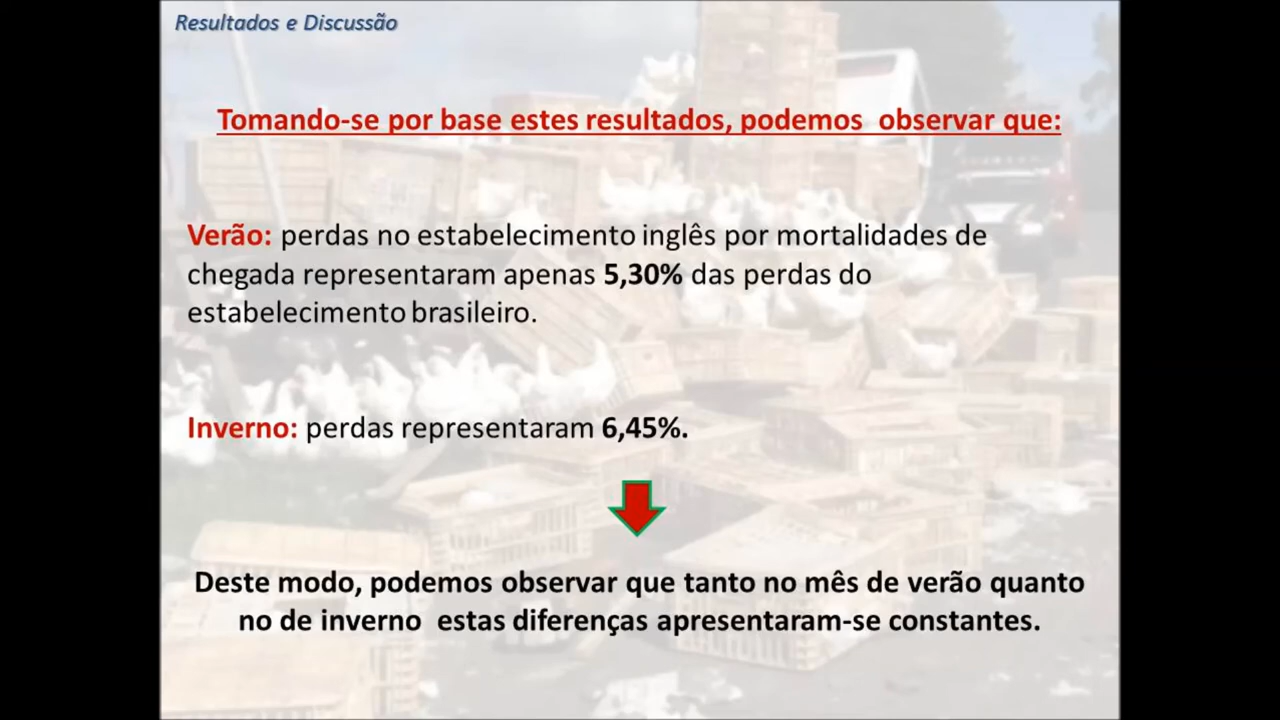 Resultados e Discussão
Tomando-se por base estes resultados, podemos observar que:
Verão: perdas no estabelecimento inglês por mortalidades de
chegada representaram apenas 5,30% das perdas do
estabelecimento brasileiro.
Inverno: perdas representaram 6,45%.
Deste modo, podemos observar que tanto no mês de verão quanto
no de inverno estas diferenças apresentaram-se constantes.